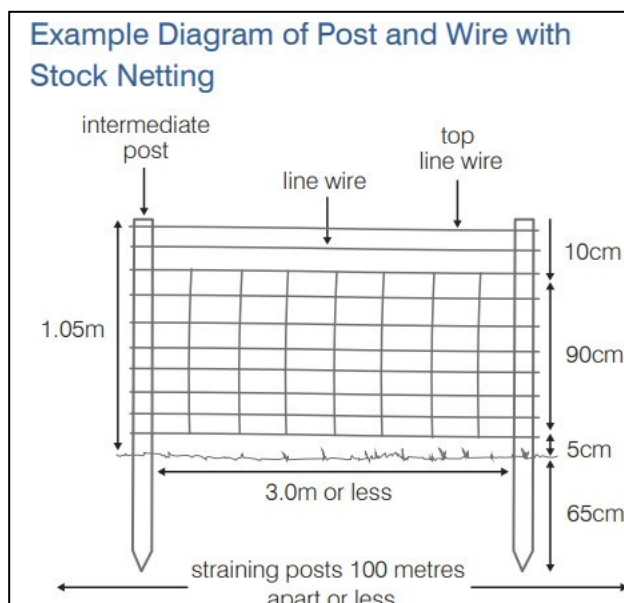 Example Diagram of Post and Wire with
Stock Netting
intermediate
post
top
line wire
line wire
10cm
1.05m
90cm
5cm
3.0m or less
65cm
straining posts 100 metres
apart or less